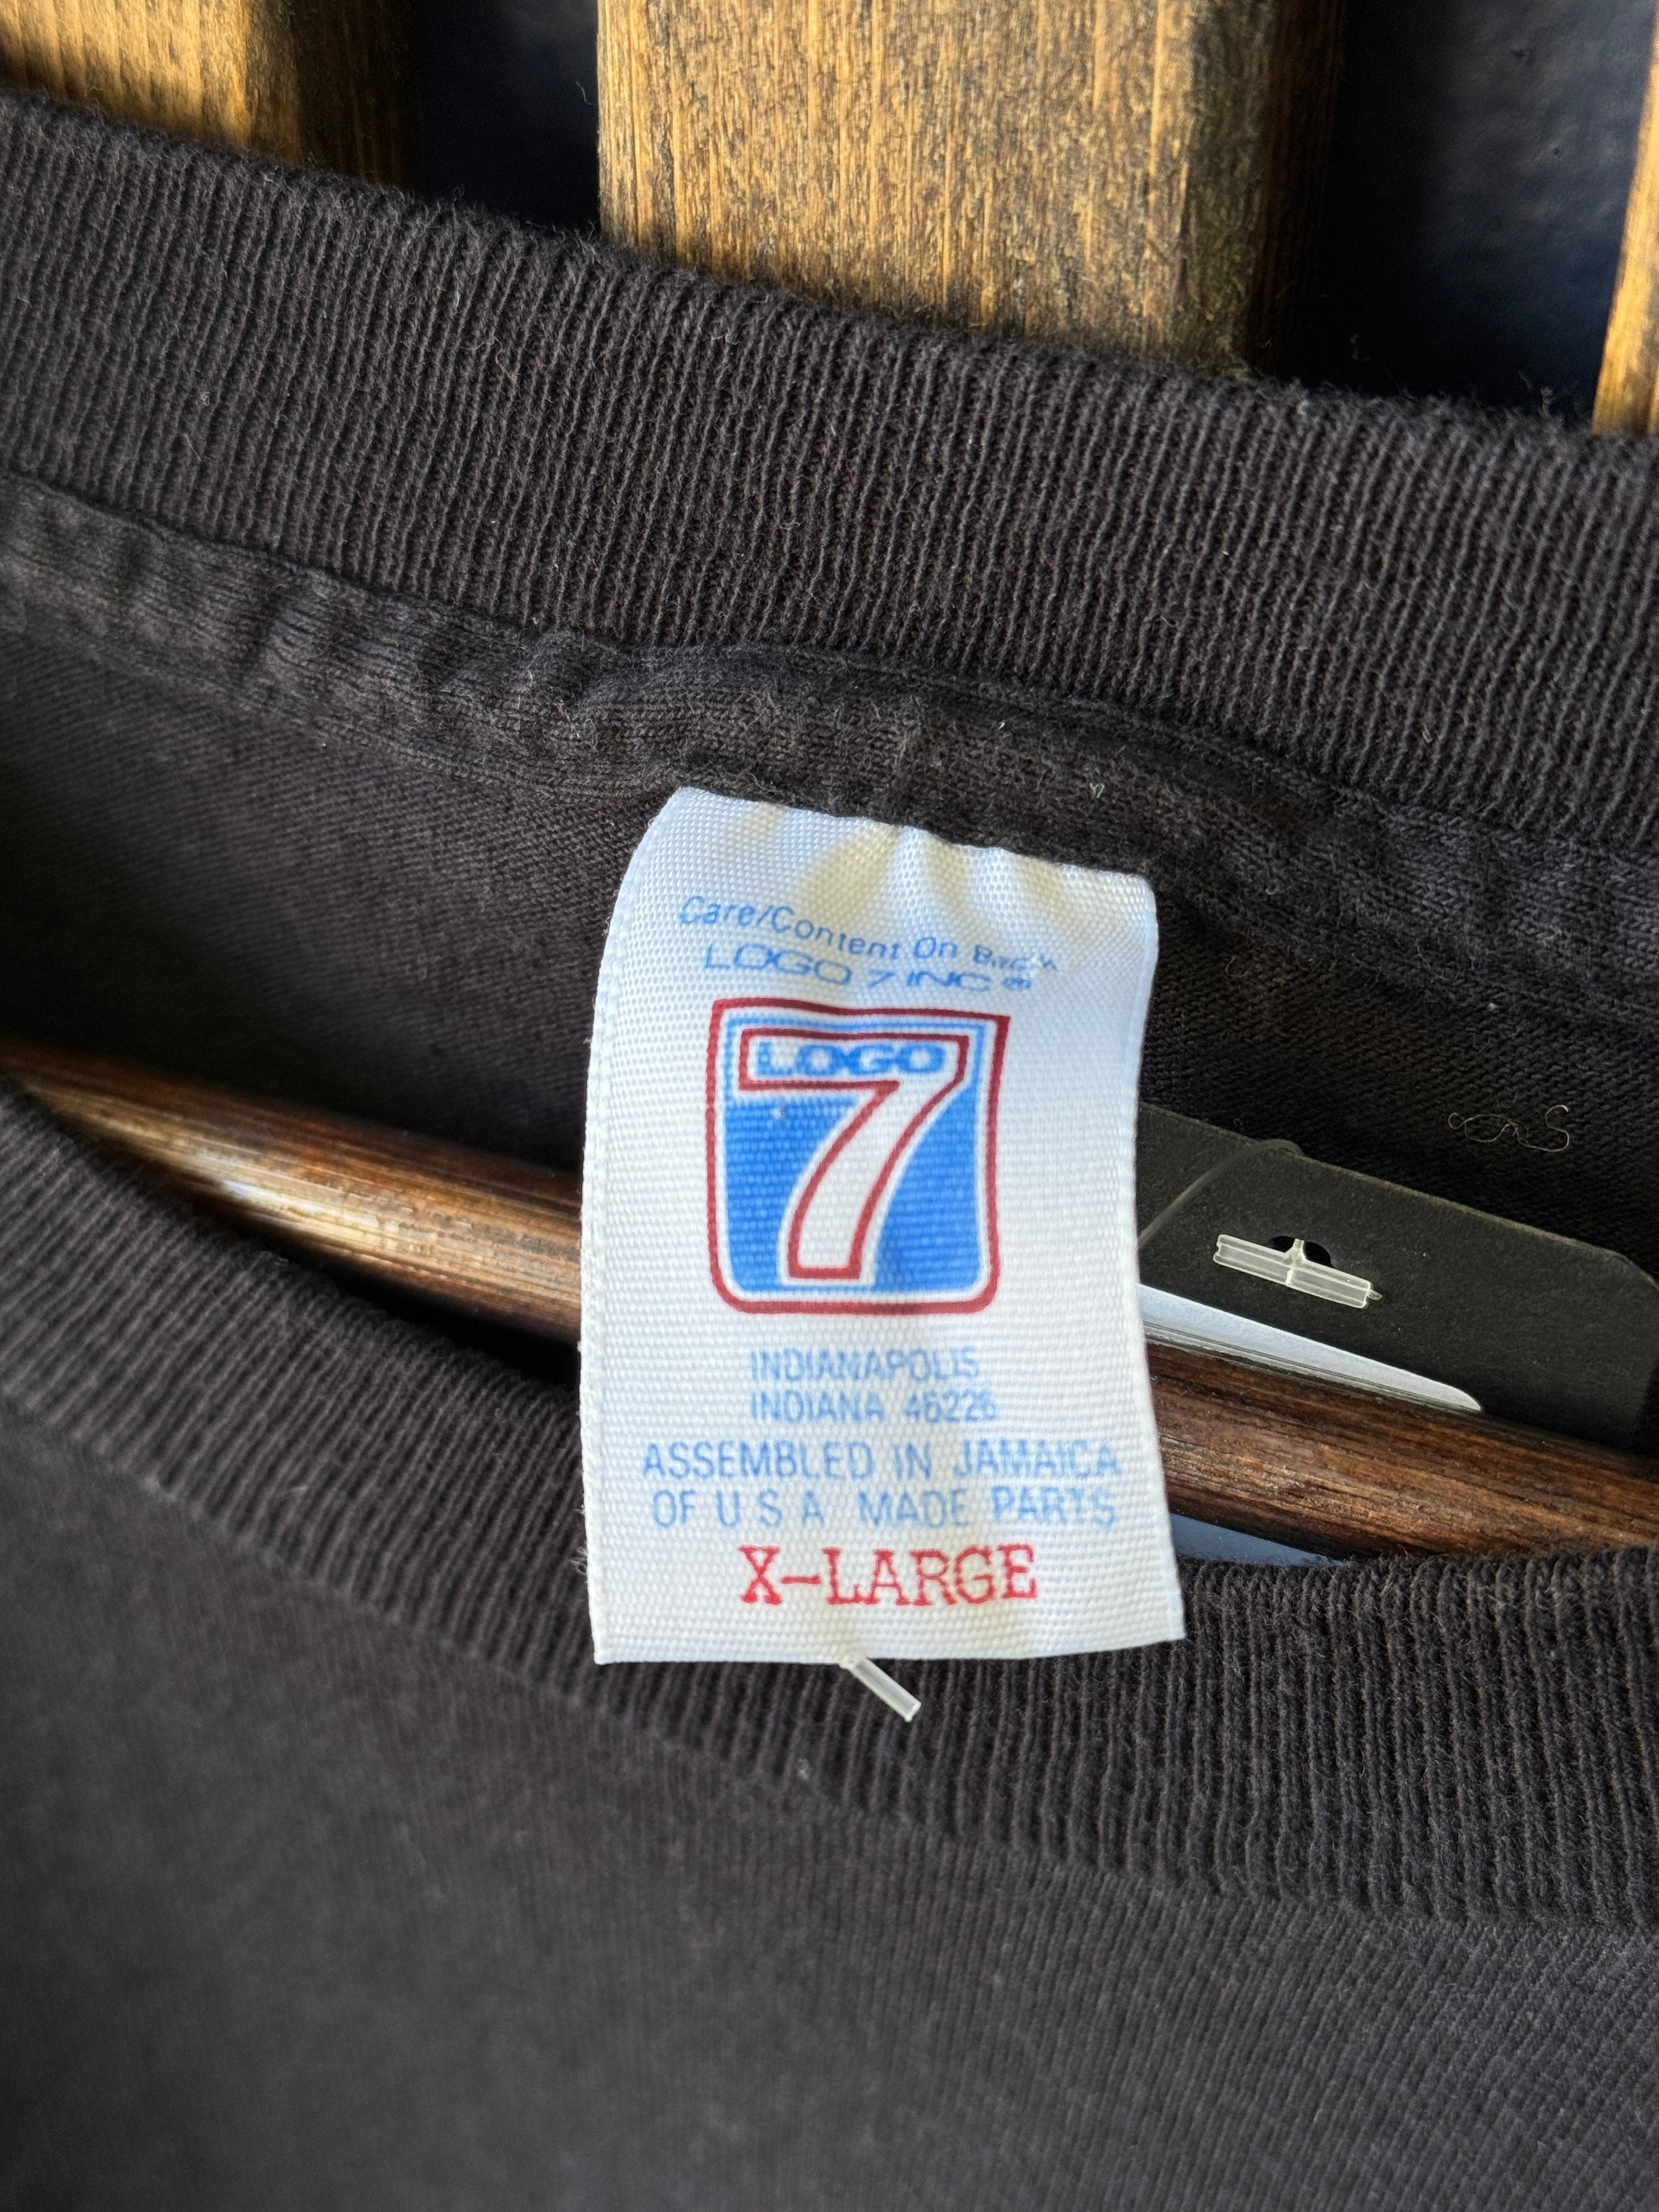 Care/Content On Back
LOGO 7 INC ®
LOGO
7
INDIANAPOLIS
INDIANA 46226
ASSEMBLED IN JAMAICA
OF U S A MADE PARTS
X-LARGE